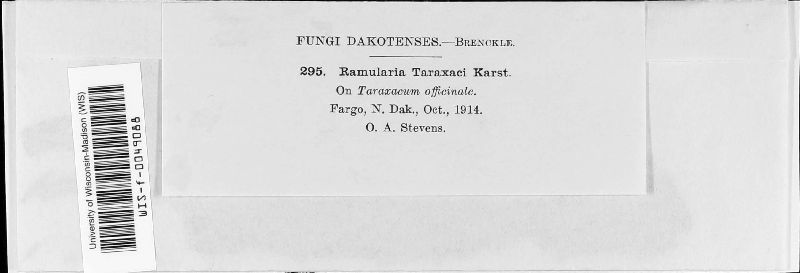 FUNGI DAKOTENSES.—BRENCKLE.
295. Ramularia Taraxaci Karst.
On Taraxacum officinale.
Fargo, N. Dak., Oct., 1914.
O. A. Stevens.
University of Wisconsin-Madison (WIS)
WIS-f-0049088